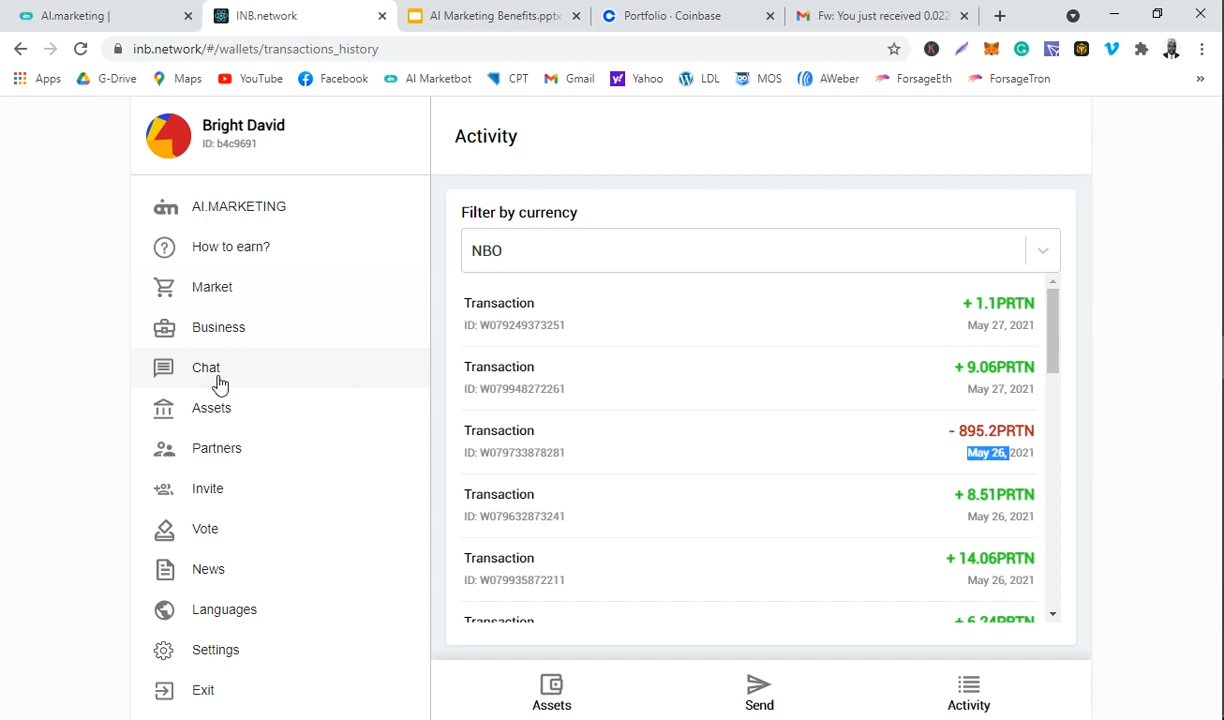 AI.marketing |
INB.network
AI Marketing Benefits.pptx
Portfolio · Coinbase
Fw: You just received 0.022
inb.network/#/wallets/transactions_history
Apps
G-Drive
Maps
YouTube
Facebook
AI Marketbot
CPT
Gmail
Yahoo
LDL
MOS
AWeber
ForsageEth
ForsageTron
»
Bright David
ID: b4c9691
AI.MARKETING
How to earn?
Market
Business
Chat
Assets
Partners
Invite
Vote
News
Languages
Settings
Exit
Activity
Filter by currency
NBO
Transaction + 1.1PRTN
ID: W079249373251 May 27, 2021
Transaction + 9.06PRTN
ID: W079948272261 May 27, 2021
Transaction - 895.2PRTN
ID: W079733878281 May 26, 2021
Transaction + 8.51PRTN
ID: W079632873241 May 26, 2021
Transaction + 14.06PRTN
ID: W079935872211 May 26, 2021
Transaction + 6.24PRTN
Assets
Send
Activity